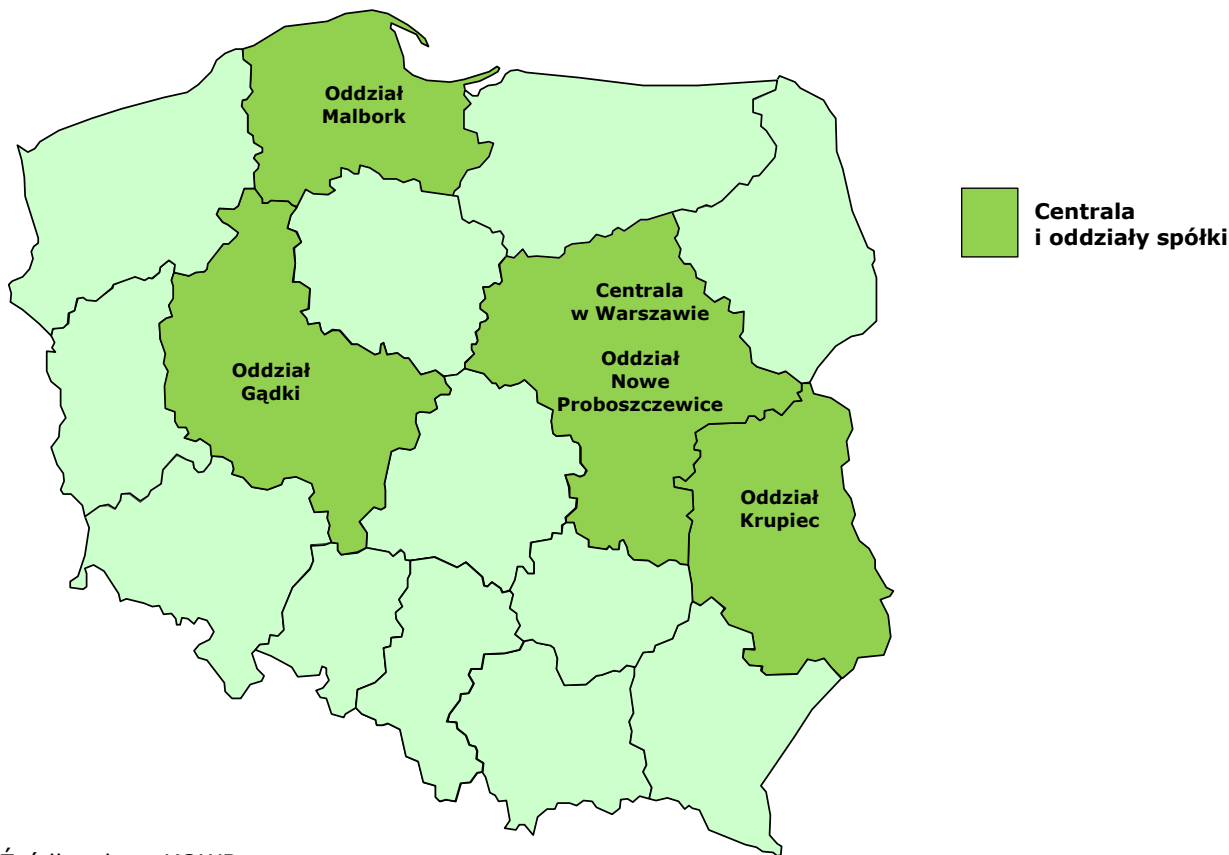 Oddział
Malbork
Centrala
i oddziały spółki
Centrala
w Warszawie
Oddział
Nowe
Proboszczewice
Oddział
Gądki
Oddział
Krupiec